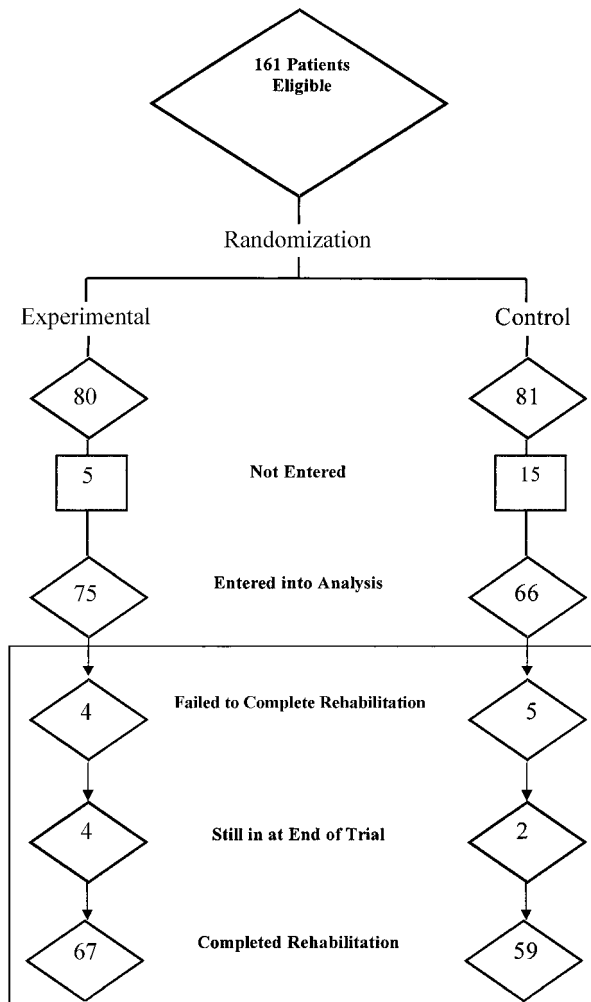 161 Patients
Eligible
Randomization
Experimental
Control
80
81
5
Not Entered
15
75
Entered into Analysis
66
4
Failed to Complete Rehabilitation
5
4
Still in at End of Trial
2
67
Completed Rehabilitation
59